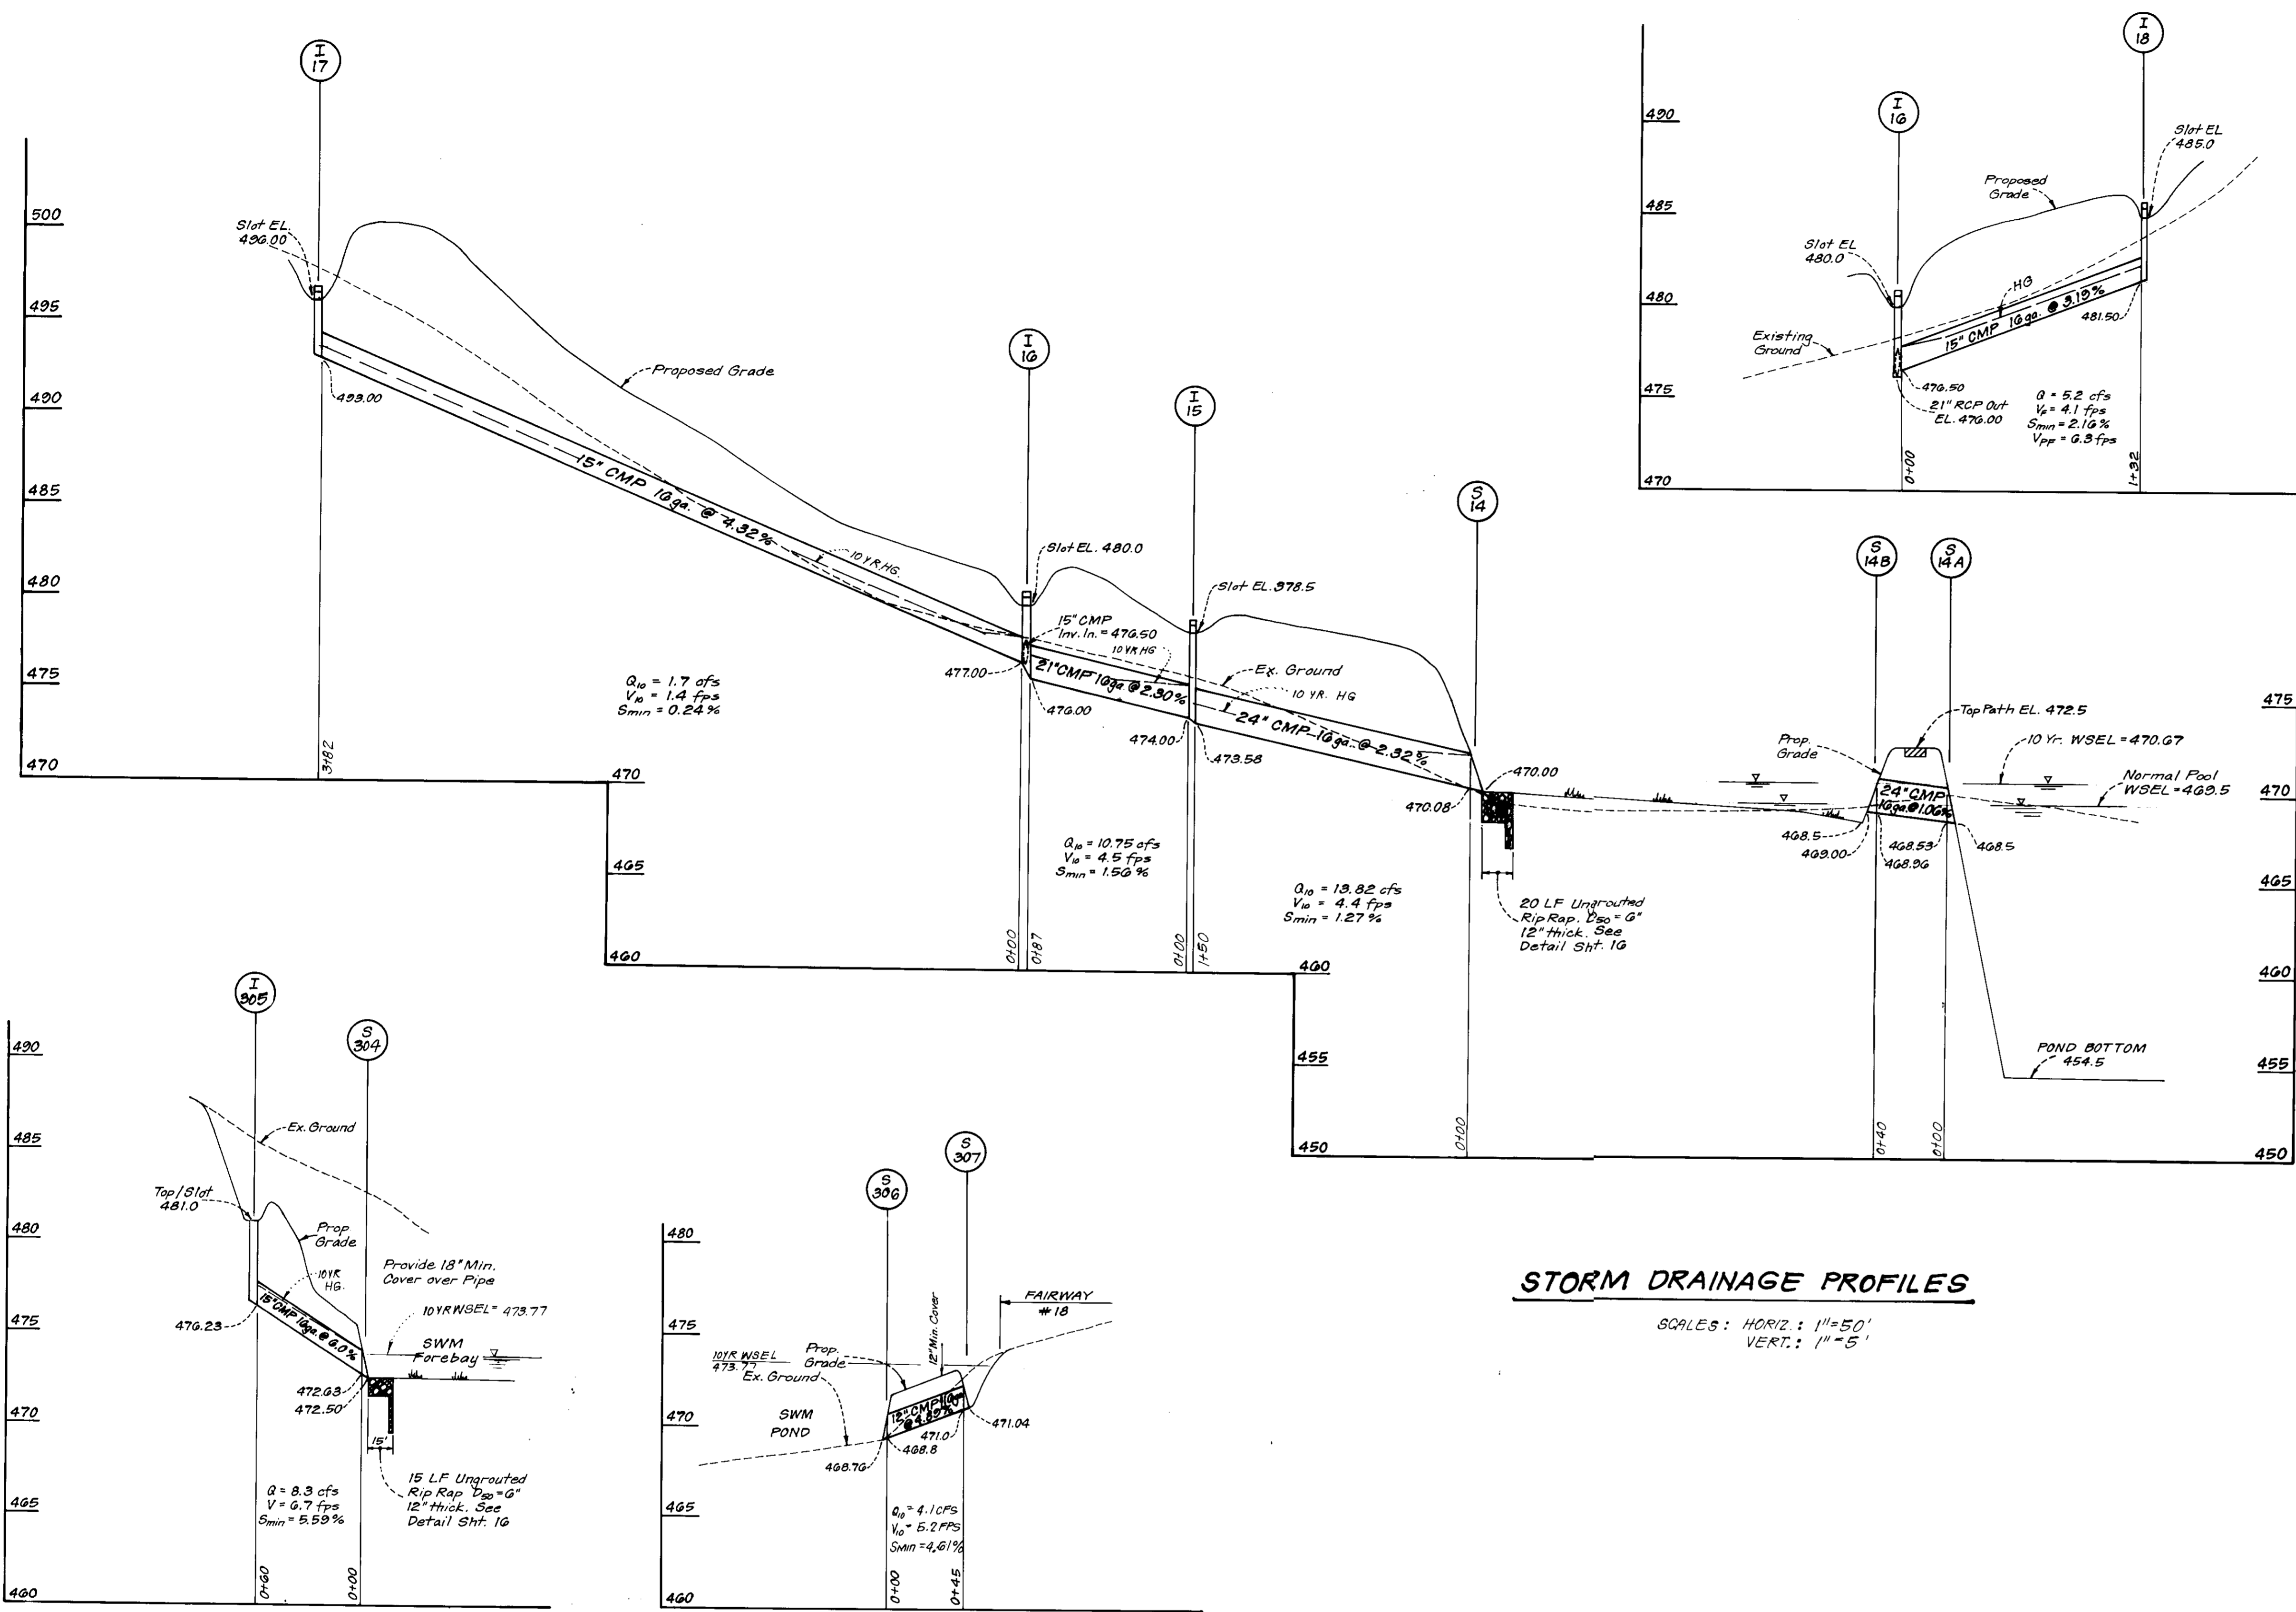 I
17
500
495
490
485
480
475
470
Slot EL.
496.00
493.00
Proposed Grade
15" CMP 16ga. @ 4.32%
10 YR.HG.
Q10 = 1.7 cfs
V10 = 1.4 fps
Smin = 0.24%
3+82
I
16
Slot EL. 480.0
15" CMP
Inv. In. = 476.50
10 YR HG
477.00
476.00
21" CMP 16ga. @ 2.30%
I
15
Slot EL. 378.5
Ex. Ground
10 YR. HG
474.00
473.58
24" CMP 16ga. @ 2.32%
470
465
460
Q10 = 10.75 cfs
V10 = 4.5 fps
Smin = 1.56%
0+00
0+87
0+00
1+50
S
14
470.00
470.08
Q10 = 13.82 cfs
V10 = 4.4 fps
Smin = 1.27%
20 LF Ungrouted
Rip Rap. D50 = 6"
12" thick. See
Detail Sht. 16
460
455
450
0+00
S
14B
S
14A
Prop.
Grade
Top Path EL. 472.5
10 Yr. WSEL = 470.67
Normal Pool
WSEL = 469.5
24" CMP
16ga.@1.06%
468.5
469.00
468.53
468.96
468.5
POND BOTTOM
454.5
0+40
0+00
475
470
465
460
455
450
I
16
I
18
490
485
480
475
470
Slot EL
485.0
Proposed
Grade
Slot EL
480.0
HG
15" CMP 16ga. @ 3.19%
481.50
Existing
Ground
476.50
21" RCP Out
EL. 476.00
Q = 5.2 cfs
VF = 4.1 fps
Smin = 2.16%
VPF = 6.3 fps
0+00
1+32
I
305
S
304
490
485
480
475
470
465
460
Ex. Ground
Top/Slot
481.0
Prop
Grade
10YR
HG.
Provide 18" Min.
Cover over Pipe
10YR WSEL = 473.77
SWM
Forebay
15" CMP 16ga. @ 6.0%
476.23
472.63
472.50
15'
15 LF Ungrouted
Rip Rap D50 = 6"
12" thick. See
Detail Sht. 16
Q = 8.3 cfs
V = 6.7 fps
Smin = 5.59%
0+60
0+00
S
306
S
307
480
475
470
465
460
FAIRWAY
#18
12" Min. Cover
10YR WSEL
473.77
Prop.
Grade
Ex. Ground
SWM
POND
12" CMP 16ga
@ 4.89%
471.0
471.04
468.8
468.76
Q10 = 4.1 CFS
V10 = 5.2 FPS
SMIN = 4.61%
0+00
0+45
STORM DRAINAGE PROFILES
SCALES: HORIZ.: 1"=50'
VERT.: 1"=5'